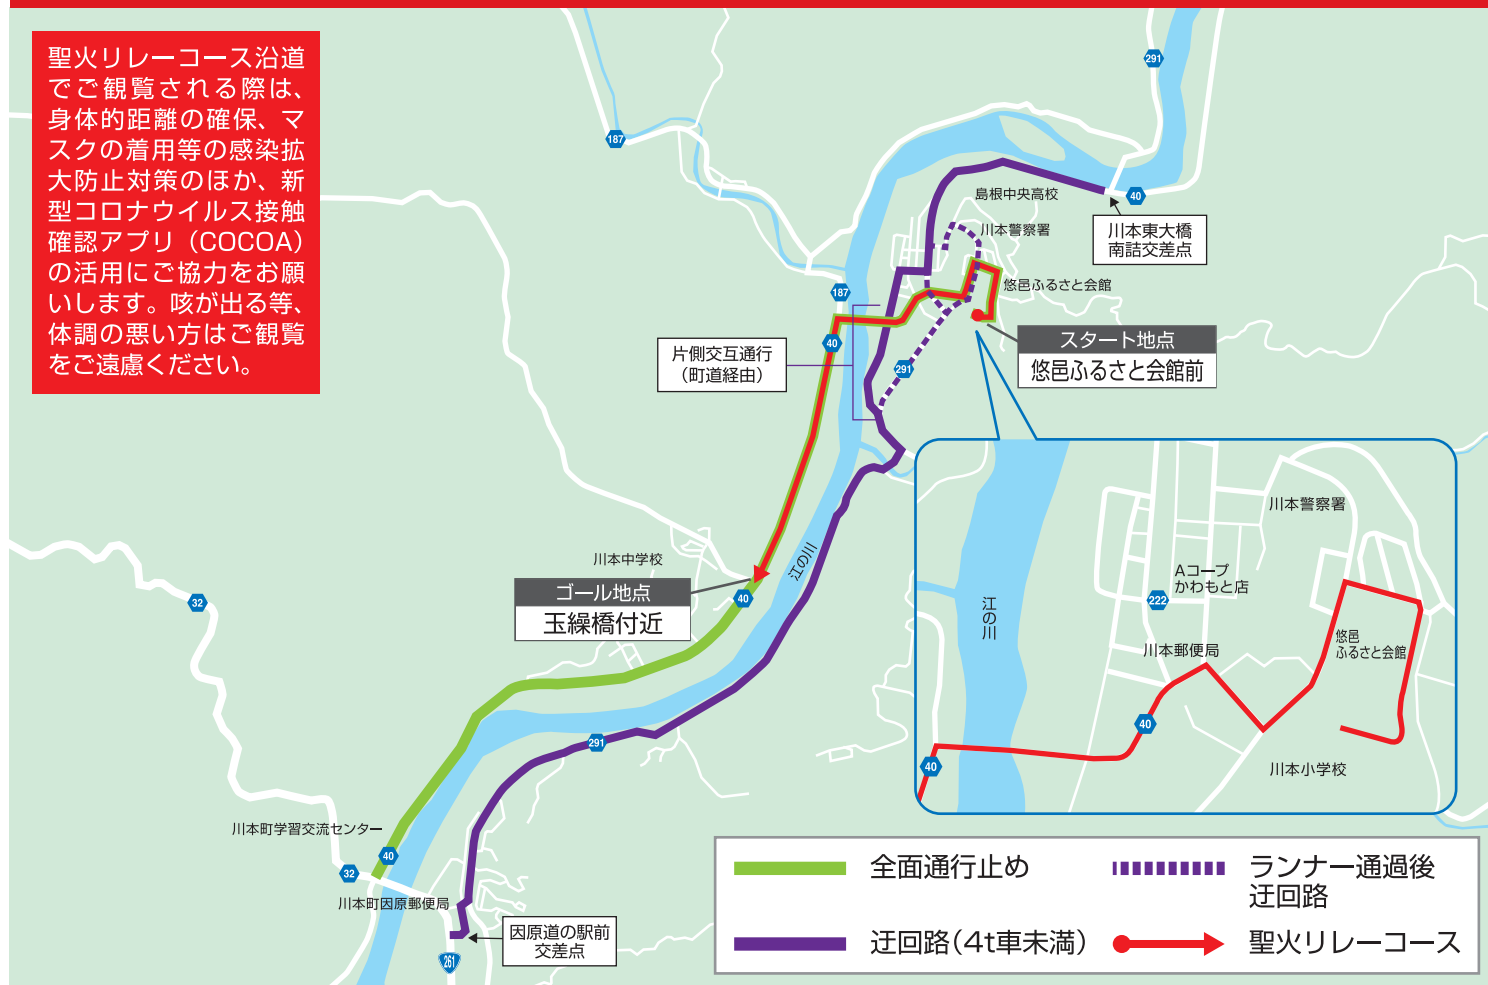 聖火リレーコース沿道
でご観覧される際は、
身体的距離の確保、マ
スクの着用等の感染拡
大防止対策のほか、新
型コロナウイルス接触
確認アプリ（COCOA）
の活用にご協力をお願
いします。咳が出る等、
体調の悪い方はご観覧
をご遠慮ください。
291
187
島根中央高校
40
川本警察署
川本東大橋
南詰交差点
悠邑ふるさと会館
187
スタート地点
悠邑ふるさと会館前
40
片側交互通行
（町道経由）
291
川本中学校
江の川
ゴール地点
玉繰橋付近
40
32
291
川本町学習交流センター
40
32
川本町因原郵便局
因原道の駅前
交差点
261
川本警察署
Aコープ
かわもと店
222
江の川
川本郵便局
悠邑
ふるさと会館
40
40
川本小学校
全面通行止め
ランナー通過後
迂回路
迂回路（4t車未満）
聖火リレーコース